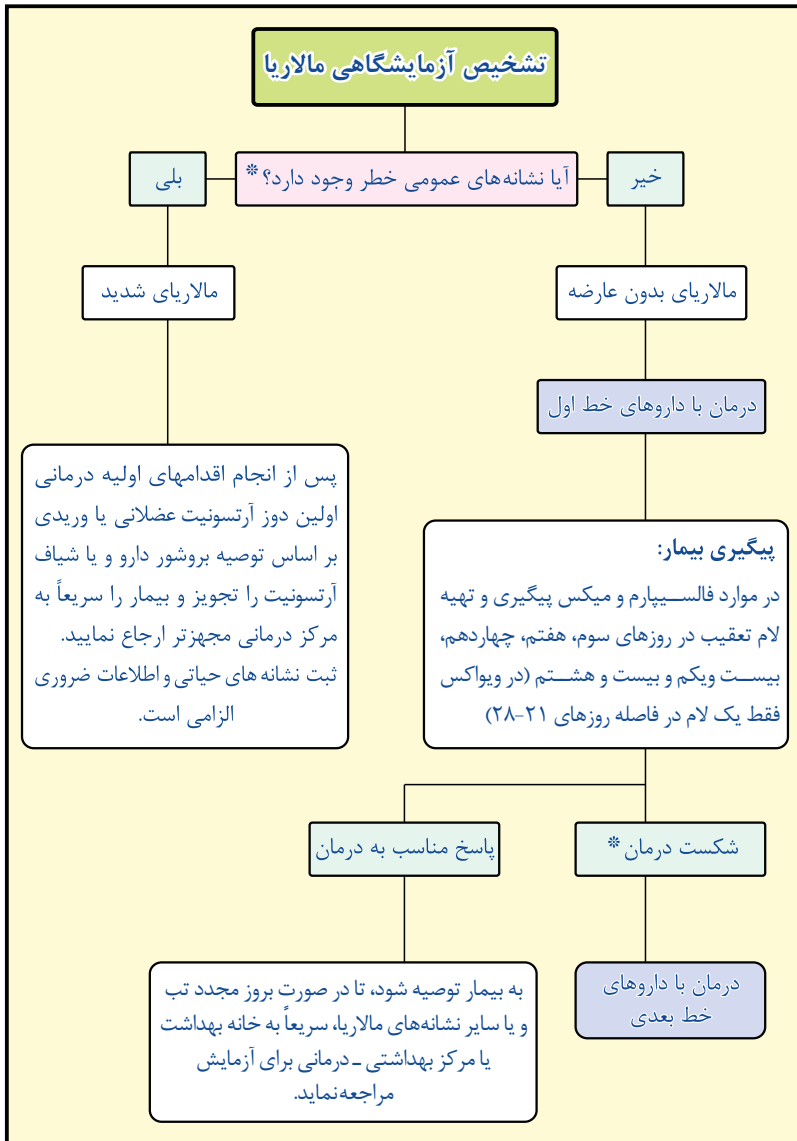 تشخیص آزمایشگاهی مالاریا
خیر
آیا نشانه‌های عمومی خطر وجود دارد؟ *
بلی
مالاریای بدون عارضه
مالاریای شدید
درمان با داروهای خط اول
پس از انجام اقدامهای اولیه درمانی
اولین دوز آرتسونیت عضلانی یا وریدی
بر اساس توصیه بروشور دارو و یا شیاف
آرتسونیت را تجویز و بیمار را سریعاً به
مرکز درمانی مجهزتر ارجاع نمایید.
ثبت نشانه های حیاتی و اطلاعات ضروری
الزامی است.
پیگیری بیمار:
در موارد فالسیپارم و میکس پیگیری و تهیه
لام تعقیب در روزهای سوم، هفتم، چهاردهم،
بیست ویکم و بیست و هشتم (در ویواکس
فقط یک لام در فاصله روزهای ۲۱-۲۸)
شکست درمان *
پاسخ مناسب به درمان
درمان با داروهای
خط بعدی
به بیمار توصیه شود، تا در صورت بروز مجدد تب
و یا سایر نشانه‌های مالاریا، سریعاً به خانه بهداشت
یا مرکز بهداشتی ـ درمانی برای آزمایش
مراجعه‌نماید.